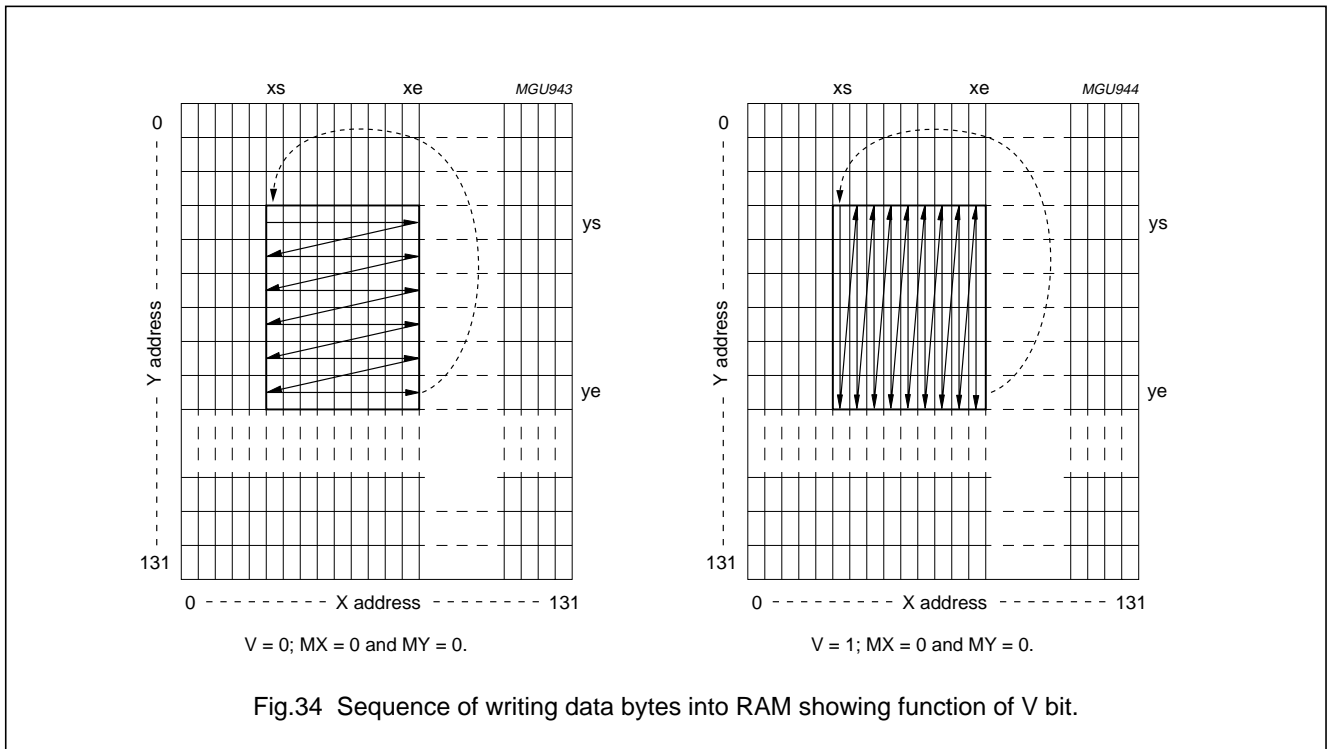 xs xe MGU943
0
ys
Y address
ye
131
0 X address 131
V = 0; MX = 0 and MY = 0.
xs xe MGU944
0
ys
Y address
ye
131
0 X address 131
V = 1; MX = 0 and MY = 0.
Fig.34 Sequence of writing data bytes into RAM showing function of V bit.